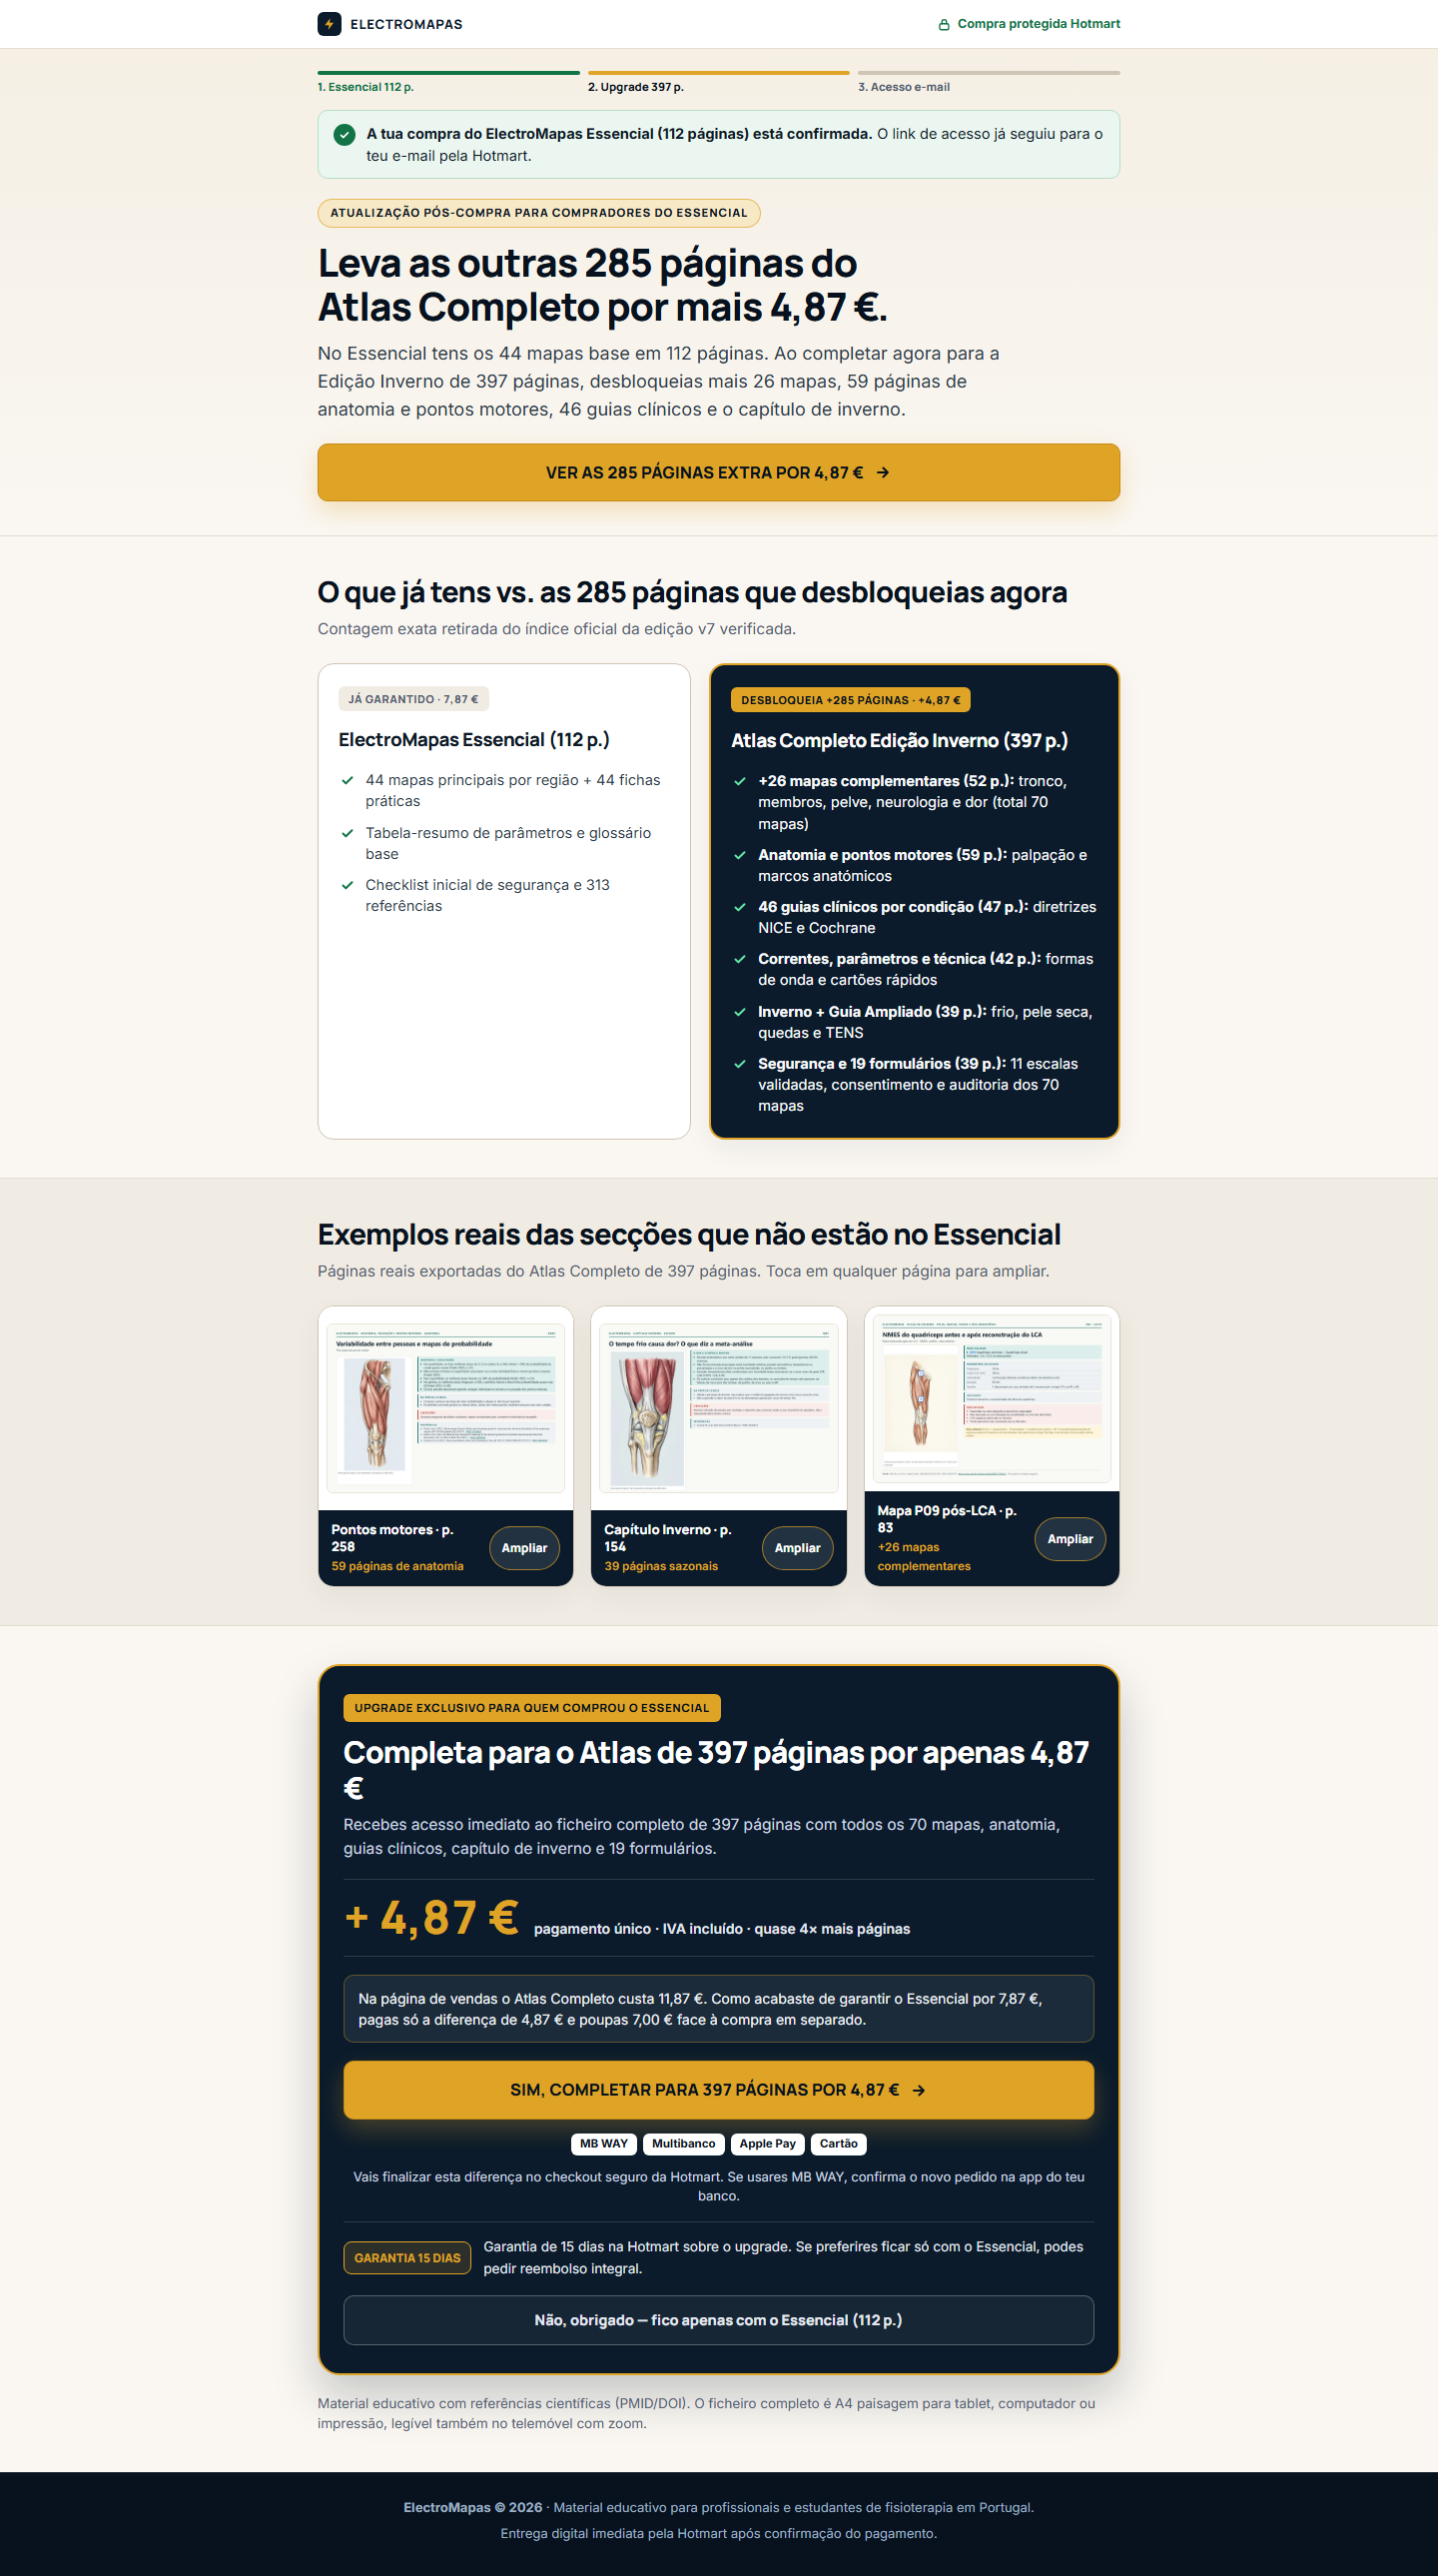 ELECTROMAPAS
Compra protegida Hotmart
1. Essencial 112 p.
2. Upgrade 397 p.
3. Acesso e-mail
A tua compra do ElectroMapas Essencial (112 páginas) está confirmada. O link de acesso já seguiu para o
teu e-mail pela Hotmart.
ATUALIZAÇÃO PÓS-COMPRA PARA COMPRADORES DO ESSENCIAL
Leva as outras 285 páginas do
Atlas Completo por mais 4,87 €.
No Essencial tens os 44 mapas base em 112 páginas. Ao completar agora para a
Edição Inverno de 397 páginas, desbloqueias mais 26 mapas, 59 páginas de
anatomia e pontos motores, 46 guias clínicos e o capítulo de inverno.
VER AS 285 PÁGINAS EXTRA POR 4,87 € →
O que já tens vs. as 285 páginas que desbloqueias agora
Contagem exata retirada do índice oficial da edição v7 verificada.
JÁ GARANTIDO · 7,87 €
ElectroMapas Essencial (112 p.)
44 mapas principais por região + 44 fichas
práticas
Tabela-resumo de parâmetros e glossário
base
Checklist inicial de segurança e 313
referências
DESBLOQUEIA +285 PÁGINAS · +4,87 €
Atlas Completo Edição Inverno (397 p.)
+26 mapas complementares (52 p.): tronco,
membros, pelve, neurologia e dor (total 70
mapas)
Anatomia e pontos motores (59 p.): palpação e
marcos anatómicos
46 guias clínicos por condição (47 p.): diretrizes
NICE e Cochrane
Correntes, parâmetros e técnica (42 p.): formas
de onda e cartões rápidos
Inverno + Guia Ampliado (39 p.): frio, pele seca,
quedas e TENS
Segurança e 19 formulários (39 p.): 11 escalas
validadas, consentimento e auditoria dos 70
mapas
Exemplos reais das secções que não estão no Essencial
Páginas reais exportadas do Atlas Completo de 397 páginas. Toca em qualquer página para ampliar.
Variabilidade entre pessoas e mapas de probabilidade
O tempo frio causa dor? O que diz a meta-análise
NMES do quadríceps antes e após reconstrução do LCA
Pontos motores · p.
258
59 páginas de anatomia
Ampliar
Capítulo Inverno · p.
154
39 páginas sazonais
Ampliar
Mapa P09 pós-LCA · p.
83
+26 mapas
complementares
Ampliar
UPGRADE EXCLUSIVO PARA QUEM COMPROU O ESSENCIAL
Completa para o Atlas de 397 páginas por apenas 4,87
€
Recebes acesso imediato ao ficheiro completo de 397 páginas com todos os 70 mapas, anatomia,
guias clínicos, capítulo de inverno e 19 formulários.
+ 4,87 € pagamento único · IVA incluído · quase 4× mais páginas
Na página de vendas o Atlas Completo custa 11,87 €. Como acabaste de garantir o Essencial por 7,87 €,
pagas só a diferença de 4,87 € e poupas 7,00 € face à compra em separado.
SIM, COMPLETAR PARA 397 PÁGINAS POR 4,87 € →
MB WAY
Multibanco
Apple Pay
Cartão
Vais finalizar esta diferença no checkout seguro da Hotmart. Se usares MB WAY, confirma o novo pedido na app do teu
banco.
GARANTIA 15 DIAS
Garantia de 15 dias na Hotmart sobre o upgrade. Se preferires ficar só com o Essencial, podes
pedir reembolso integral.
Não, obrigado — fico apenas com o Essencial (112 p.)
Material educativo com referências científicas (PMID/DOI). O ficheiro completo é A4 paisagem para tablet, computador ou
impressão, legível também no telemóvel com zoom.
ElectroMapas © 2026 · Material educativo para profissionais e estudantes de fisioterapia em Portugal.
Entrega digital imediata pela Hotmart após confirmação do pagamento.